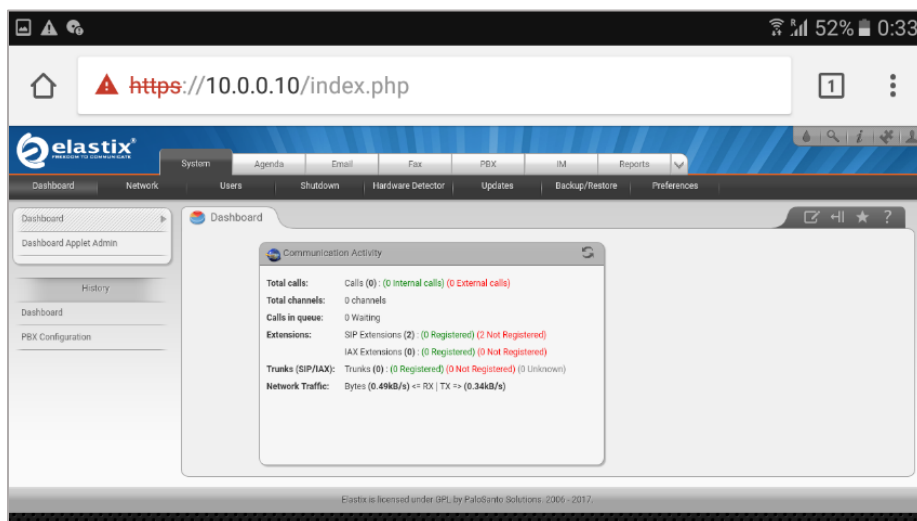 52% 0:33
https://10.0.0.10/index.php
1
elastix
FREEDOM TO COMMUNICATE
System Agenda Email Fax PBX IM Reports
Dashboard Network Users Shutdown Hardware Detector Updates Backup/Restore Preferences
Dashboard
Dashboard Applet Admin
History
Dashboard
PBX Configuration
Dashboard
?
Communication Activity
Total calls: Calls (0) : (0 Internal calls) (0 External calls)
Total channels: 0 channels
Calls in queue: 0 Waiting
Extensions: SIP Extensions (2) : (0 Registered) (2 Not Registered)
IAX Extensions (0) : (0 Registered) (0 Not Registered)
Trunks (SIP/IAX): Trunks (0) : (0 Registered) (0 Not Registered) (0 Unknown)
Network Traffic: Bytes (0.49kB/s) <= RX | TX => (0.34kB/s)
Elastix is licensed under GPL by PaloSanto Solutions. 2006 - 2017.